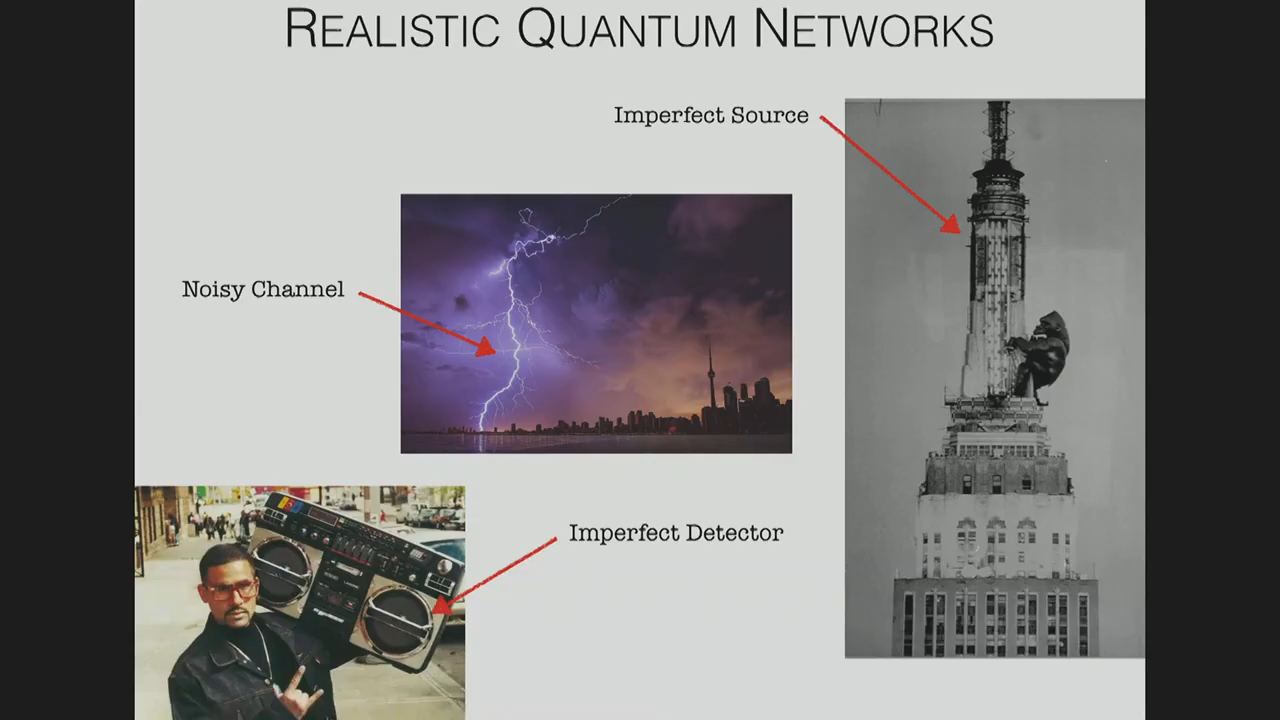 REALISTIC QUANTUM NETWORKS
Imperfect Source
Noisy Channel
Imperfect Detector